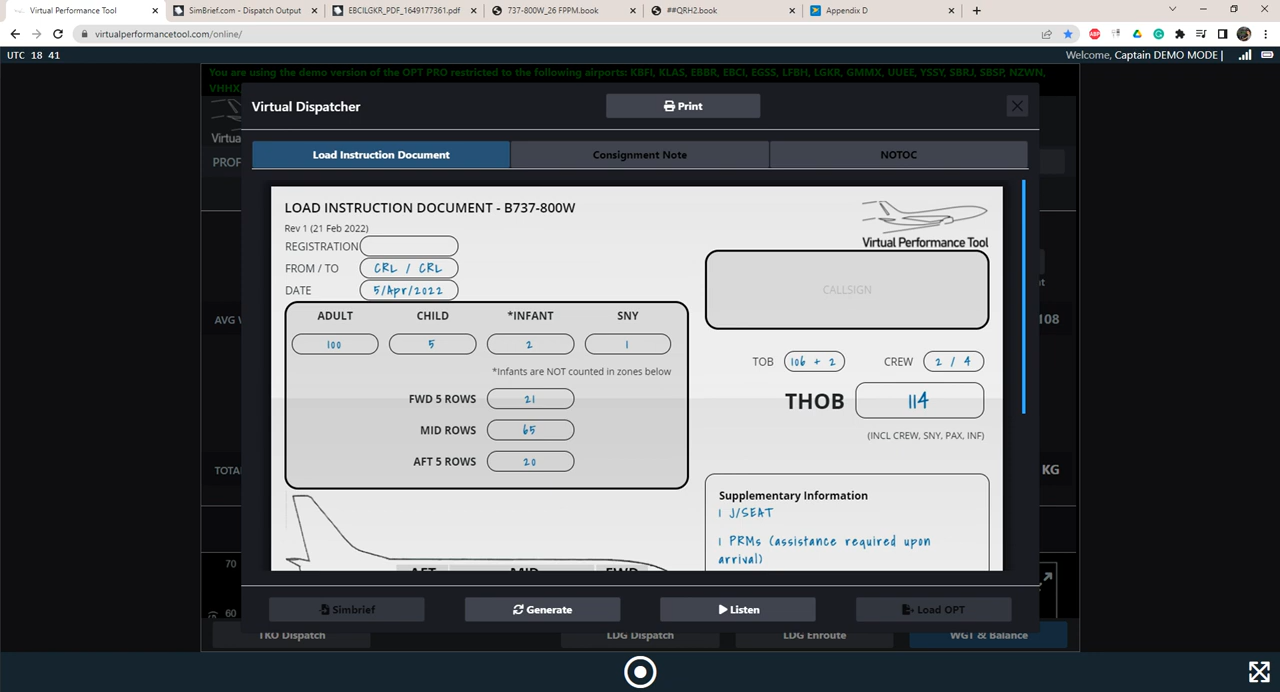 Virtual Performance Tool
SimBrief.com - Dispatch Output
EBCILGKR_PDF_1649177361.pdf
737-800W_26 FPPM.book
##QRH2.book
Appendix D
virtualperformancetool.com/online/
UTC 18 41
Welcome, Captain DEMO MODE |
You are using the demo version of the OPT PRO restricted to the following airports: KBFI, KLAS, EBBR, EBCI, EGSS, LFBH, LGKR, GMMX, UUEE, YSSY, SBRJ, SBSP, NZWN,
VHHX,
Virtual Dispatcher
Print
Virtua
PROF
Load Instruction Document
Consignment Note
NOTOC
LOAD INSTRUCTION DOCUMENT - B737-800W
Rev 1 (21 Feb 2022)
Virtual Performance Tool
REGISTRATION
FROM / TO CRL / CRL
DATE 5/Apr/2022
CALLSIGN
ADULT CHILD *INFANT SNY
100 5 2 1
*Infants are NOT counted in zones below
FWD 5 ROWS 21
MID ROWS 65
AFT 5 ROWS 20
TOB 106 + 2 CREW 2 / 4
THOB 114
(INCL CREW, SNY, PAX, INF)
Supplementary Information
1 J/SEAT
1 PRMs (assistance required upon
arrival)
AFT MID FWD
AVG
108
TOTA
KG
70
60
Simbrief
Generate
Listen
Load OPT
TKO Dispatch
LDG Dispatch
LDG Enroute
WGT & Balance